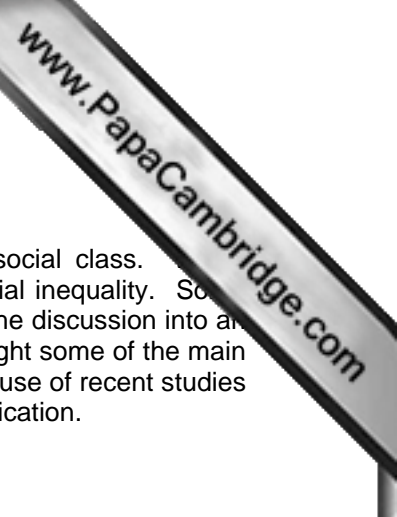 www.PapaCambridge.com
social class.
ial inequality. So
he discussion into a
ght some of the main
use of recent studies
ication.